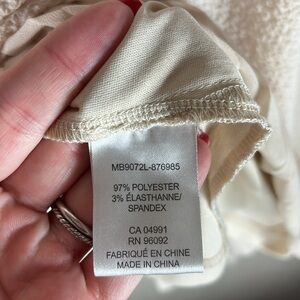 MB9072L-876985
97% POLYESTER
3% ÉLASTHANNE/
SPANDEX
CA 04991
RN 96092
FABRIQUÉ EN CHINE
MADE IN CHINA